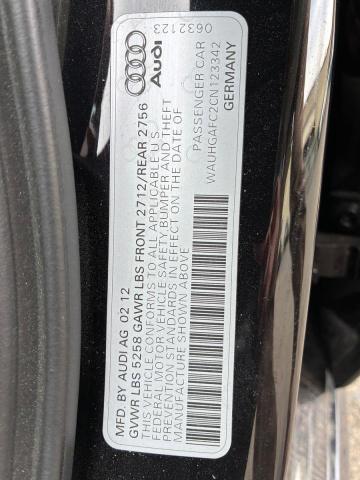 MFD. BY AUDI AG 02 12
GVWR LBS 5258 GAWR LBS FRONT 2712/REAR 2756
THIS VEHICLE CONFORMS TO ALL APPLICABLE U.S.
FEDERAL MOTOR VEHICLE SAFETY BUMPER AND THEFT
PREVENTION STANDARDS IN EFFECT ON THE DATE OF
MANUFACTURE SHOWN ABOVE
Audi
0632123
PASSENGER CAR
WAUHGAFC2CN123342
GERMANY